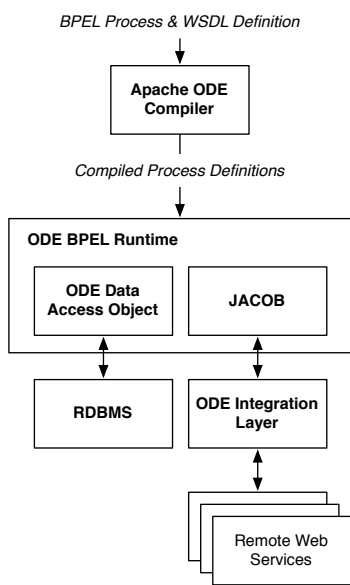 BPEL Process & WSDL Definition
Apache ODE
Compiler
Compiled Process Definitions
ODE BPEL Runtime
ODE Data
Access Object
JACOB
RDBMS
ODE Integration
Layer
Remote Web
Services